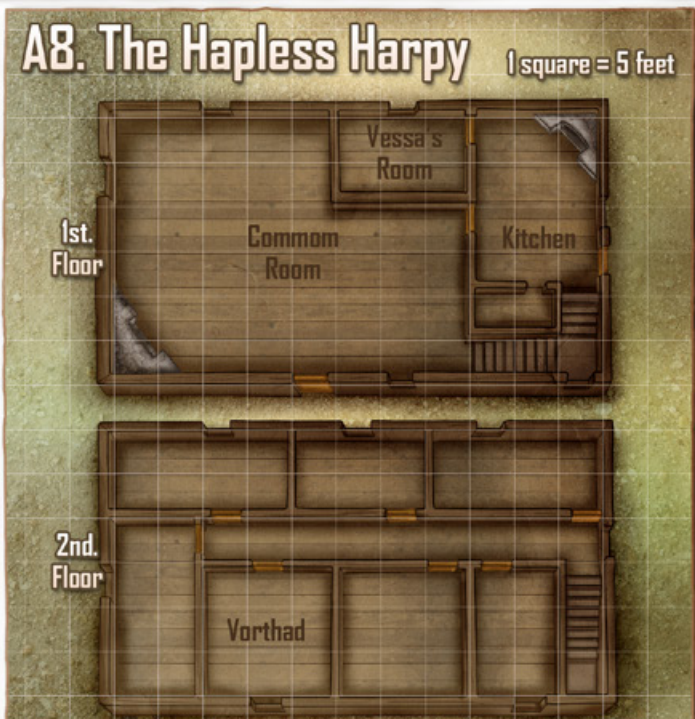 A8. The Hapless Harpy
1 square = 5 feet
Vessa's
Room
1st.
Floor
Commom
Room
Kitchen
2nd.
Floor
Vorthad